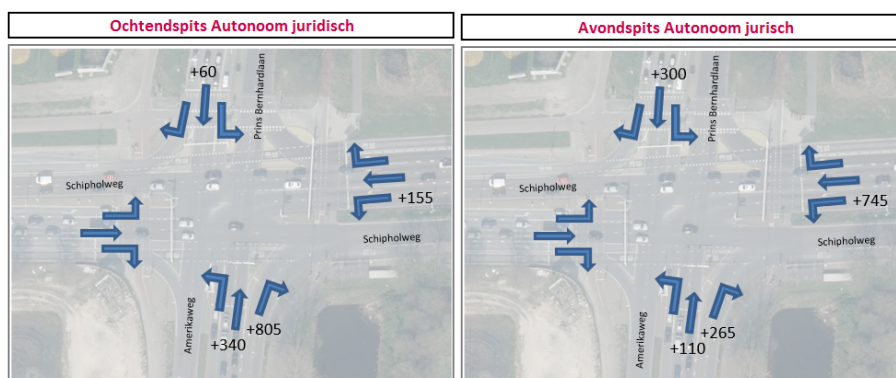 Ochtendspits Autonoom juridisch
+60
Prins Bernhardlaan
Schipholweg
+155
Schipholweg
Amerikaweg
+805
+340
Avondspits Autonoom jurisch
+300
Prins Bernhardlaan
Schipholweg
+745
Schipholweg
Amerikaweg
+265
+110